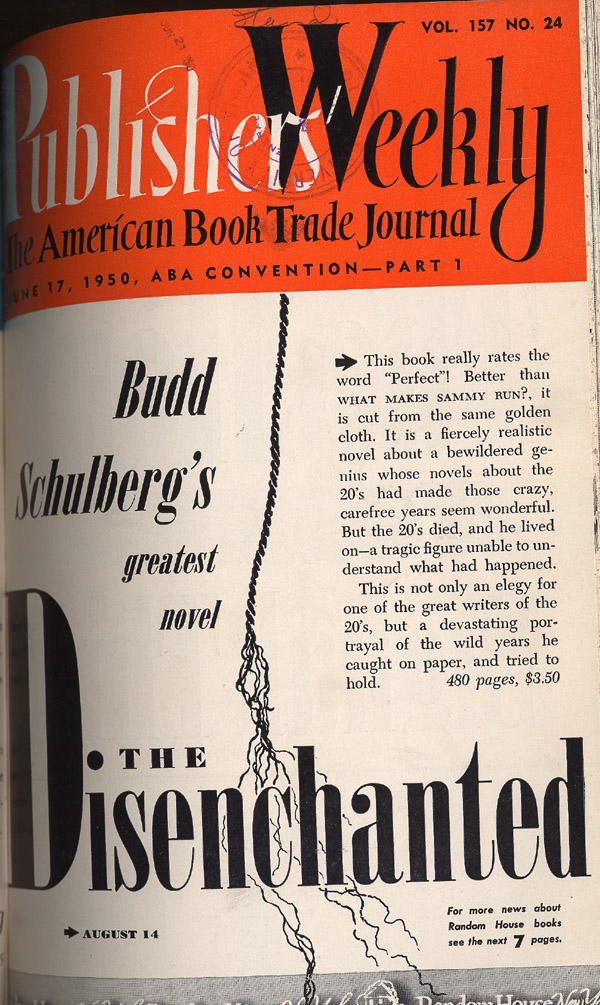 VOL. 157 NO. 24
Publishers' Weekly
The American Book Trade Journal
JUNE 17, 1950, ABA CONVENTION—PART 1
Budd
Schulberg's
greatest
novel
➔ This book really rates the
word "Perfect"! Better than
WHAT MAKES SAMMY RUN?, it
is cut from the same golden
cloth. It is a fiercely realistic
novel about a bewildered ge-
nius whose novels about the
20's had made those crazy,
carefree years seem wonderful.
But the 20's died, and he lived
on—a tragic figure unable to un-
derstand what had happened.
This is not only an elegy for
one of the great writers of the
20's, but a devastating por-
trayal of the wild years he
caught on paper, and tried to
hold. 480 pages, $3.50
THE
Disenchanted
➔ AUGUST 14
For more news about
Random House books
see the next 7 pages.
Random House New York